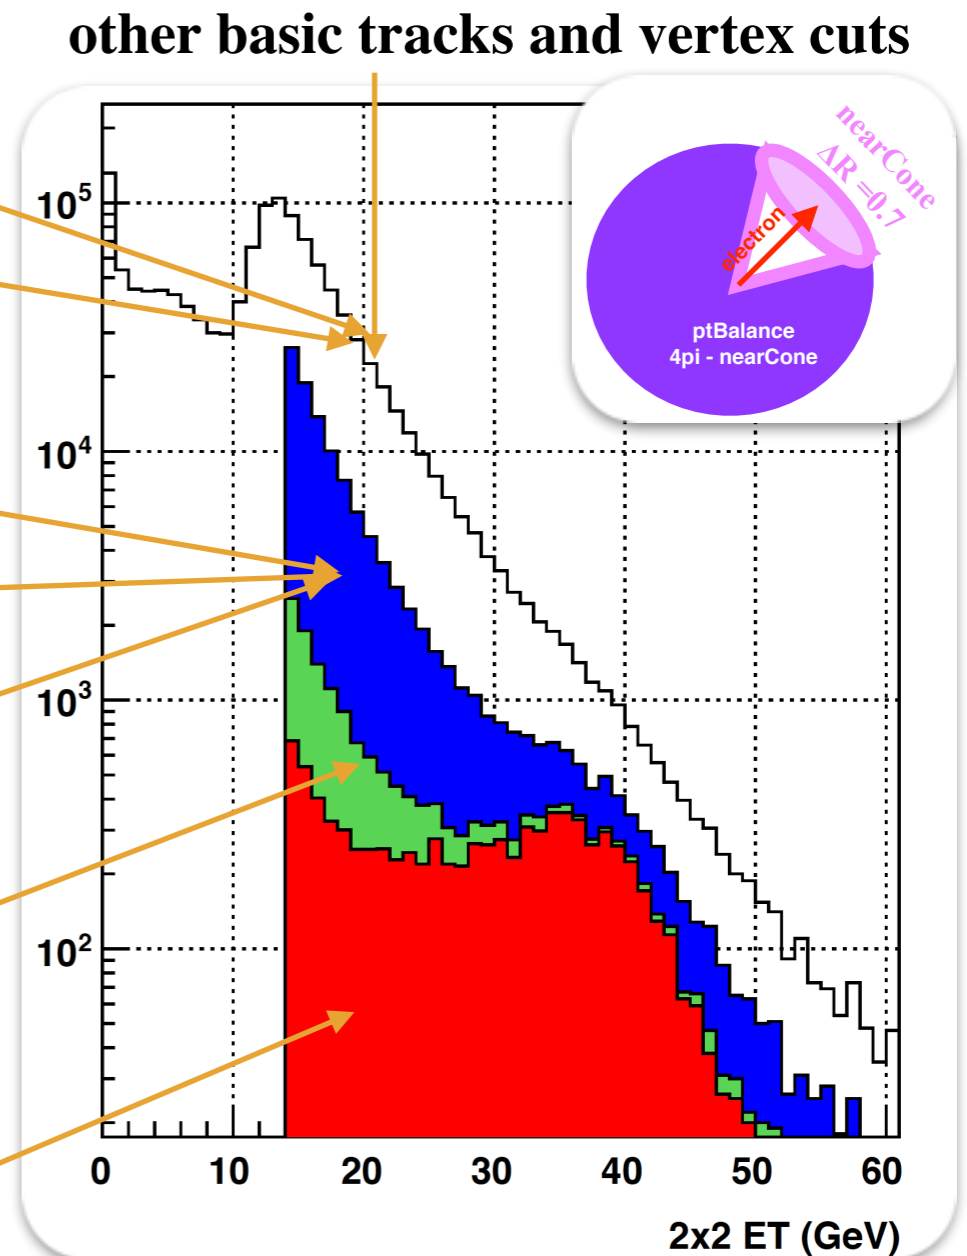 other basic tracks and vertex cuts
nearCone
ΔR =0.7
electron
ptBalance
4pi - nearCone
10^5
10^4
10^3
10^2
0 10 20 30 40 50 60
2x2 ET (GeV)